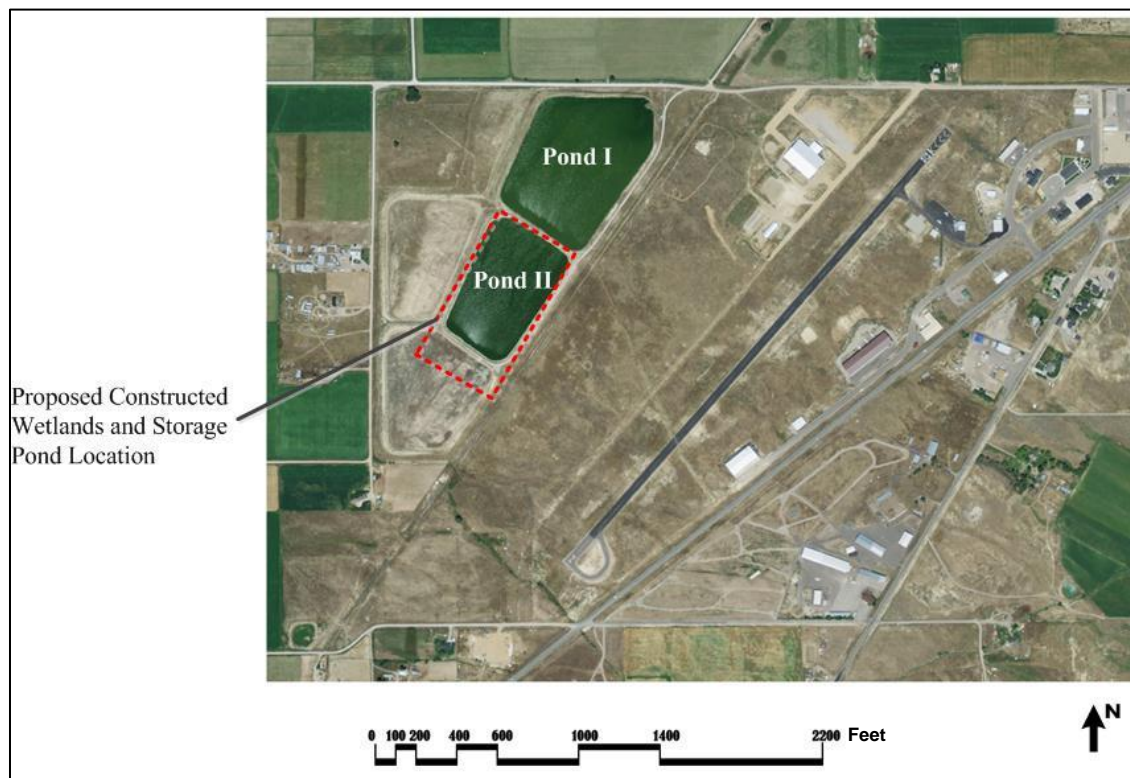 Pond I
Pond II
Proposed Constructed
Wetlands and Storage
Pond Location
N
0 100 200 400 600 1000 1400 2200 Feet